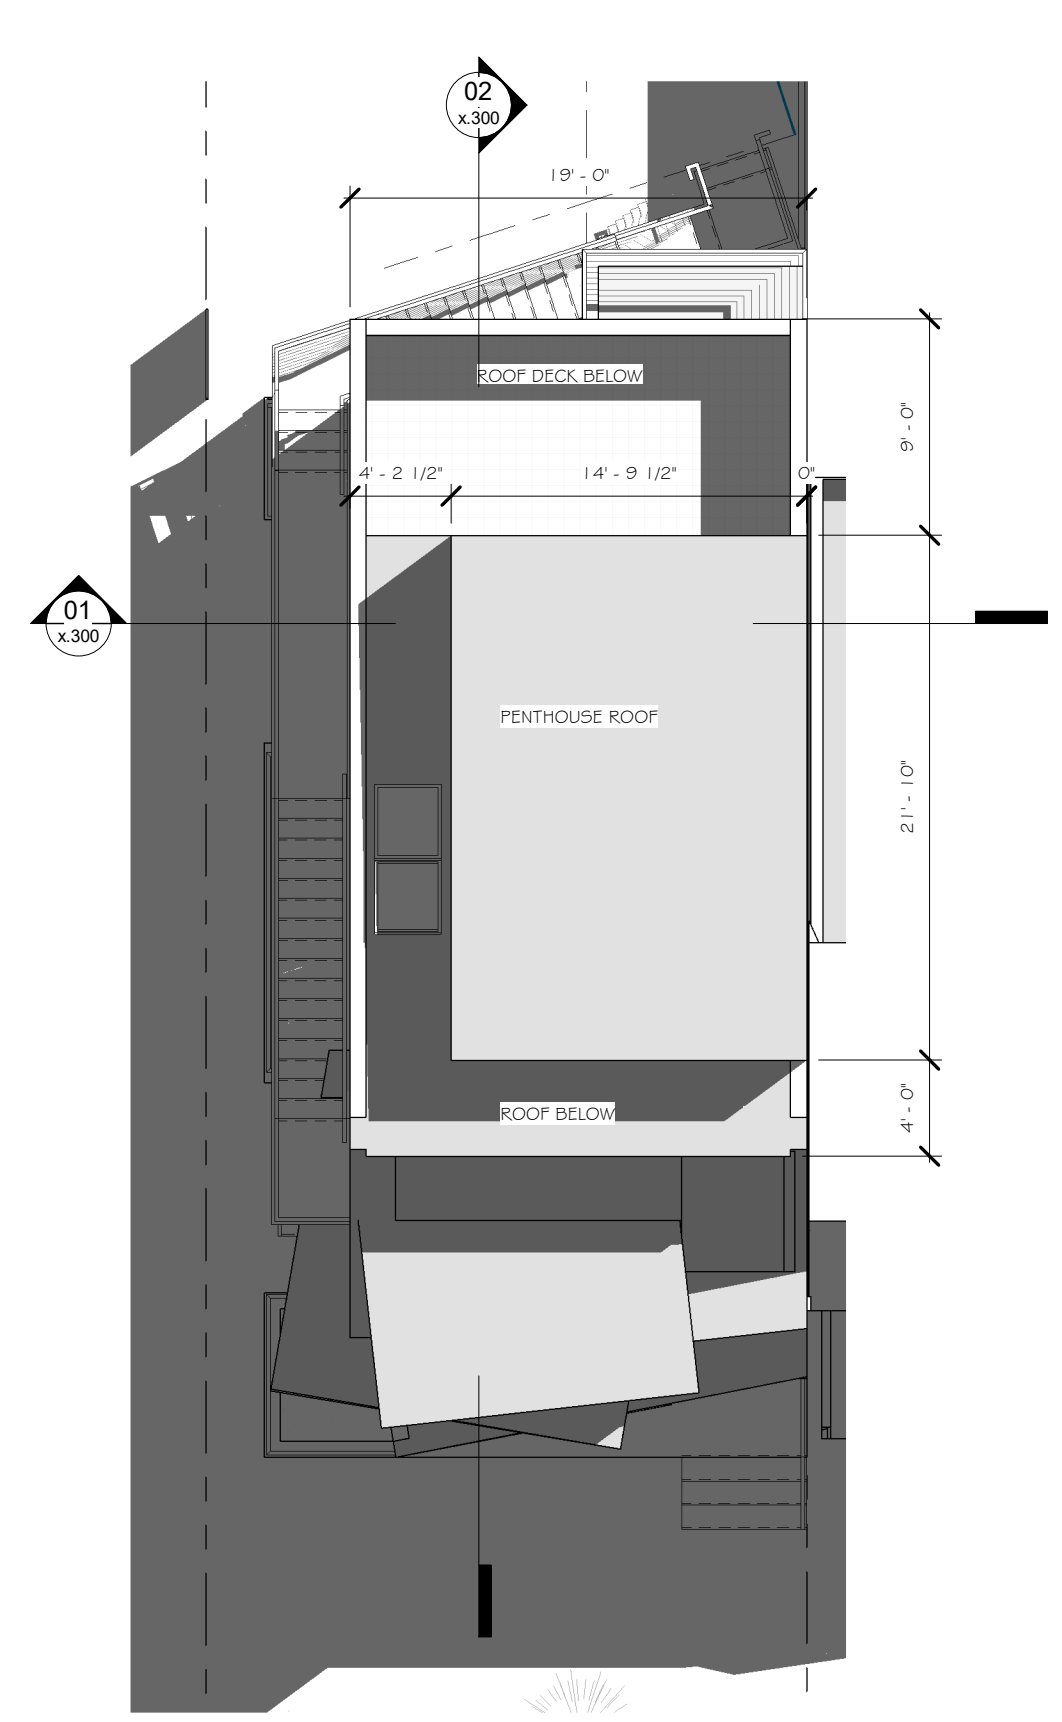 02
x.300
19' - 0"
ROOF DECK BELOW
9' - 0"
4' - 2 1/2"
14' - 9 1/2"
0"
01
x.300
PENTHOUSE ROOF
21' - 10"
ROOF BELOW
4' - 0"